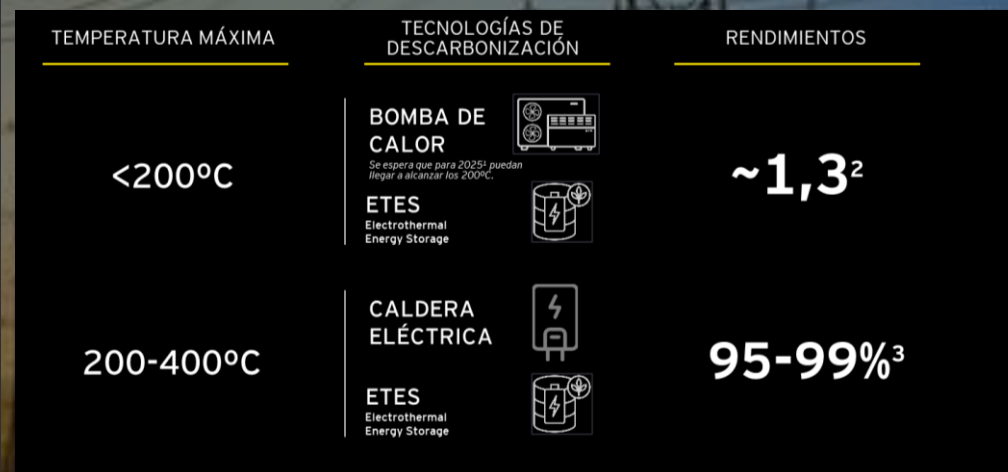 TEMPERATURA MÁXIMA
TECNOLOGÍAS DE
DESCARBONIZACIÓN
RENDIMIENTOS
<200ºC
BOMBA DE
CALOR
Se espera que para 2025¹ puedan
llegar a alcanzar los 200ºC.
ETES
Electrothermal
Energy Storage
~1,3²
200-400ºC
CALDERA
ELÉCTRICA
ETES
Electrothermal
Energy Storage
95-99%³